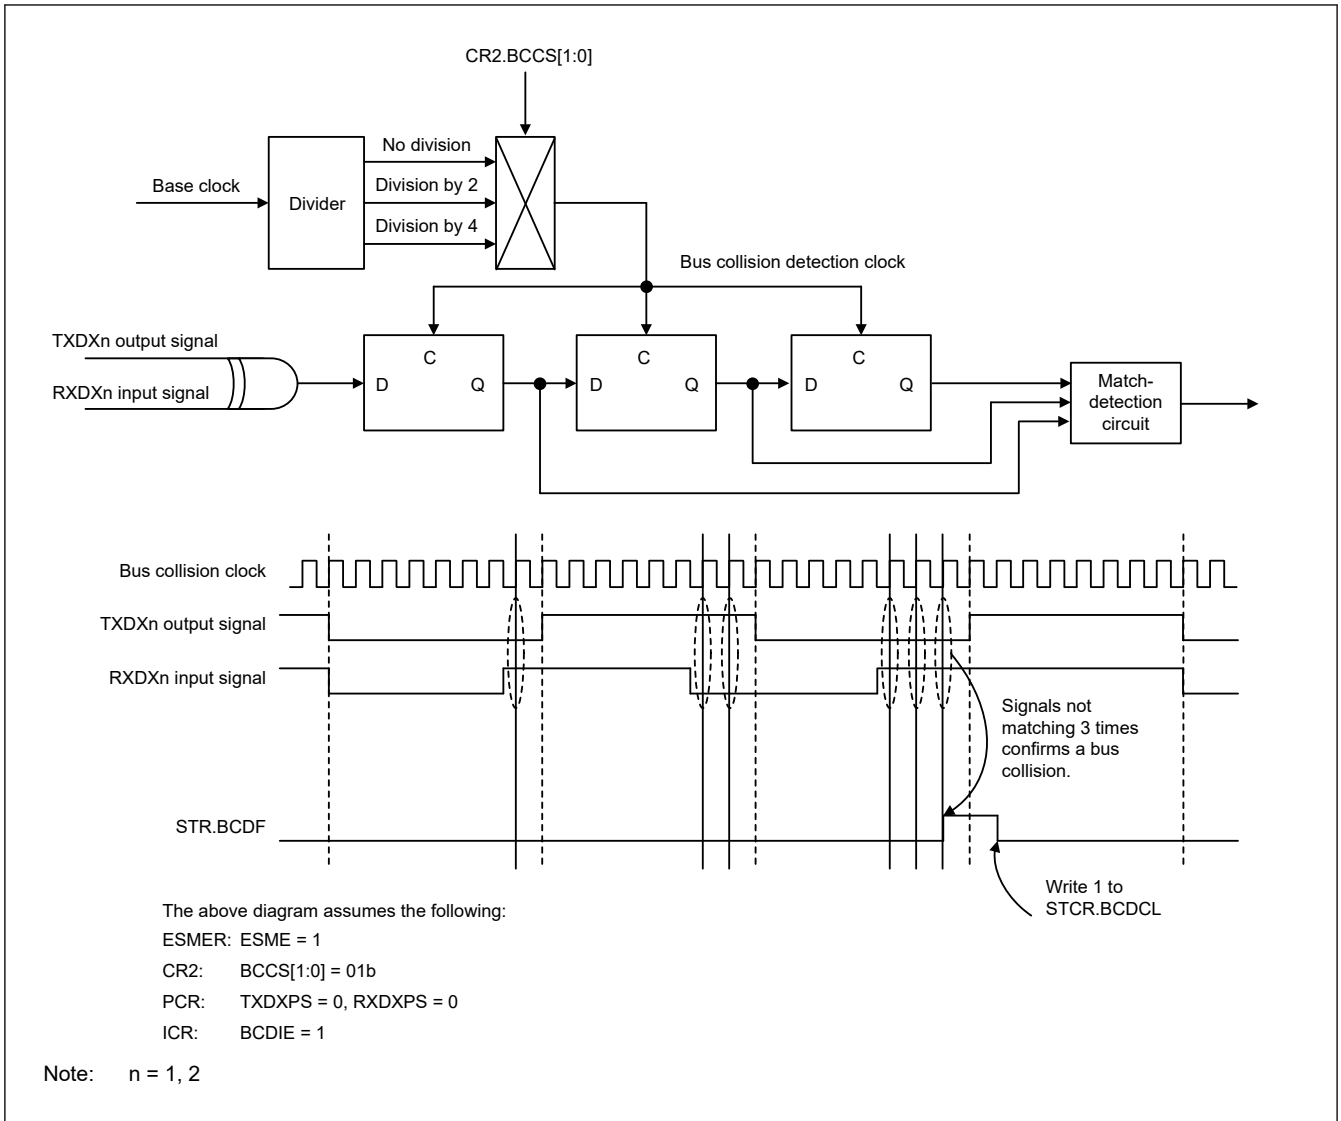 CR2.BCCS[1:0]
No division
Base clock
Division by 2
Divider
Division by 4
Bus collision detection clock
TXDXn output signal
RXDXn input signal
C
D
Q
C
D
Q
C
D
Q
Match-
detection
circuit
Bus collision clock
TXDXn output signal
RXDXn input signal
Signals not
matching 3 times
confirms a bus
collision.
STR.BCDF
Write 1 to
STCR.BCDCL
The above diagram assumes the following:
ESMER: ESME = 1
CR2: BCCS[1:0] = 01b
PCR: TXDXPS = 0, RXDXPS = 0
ICR: BCDIE = 1
Note: n = 1, 2